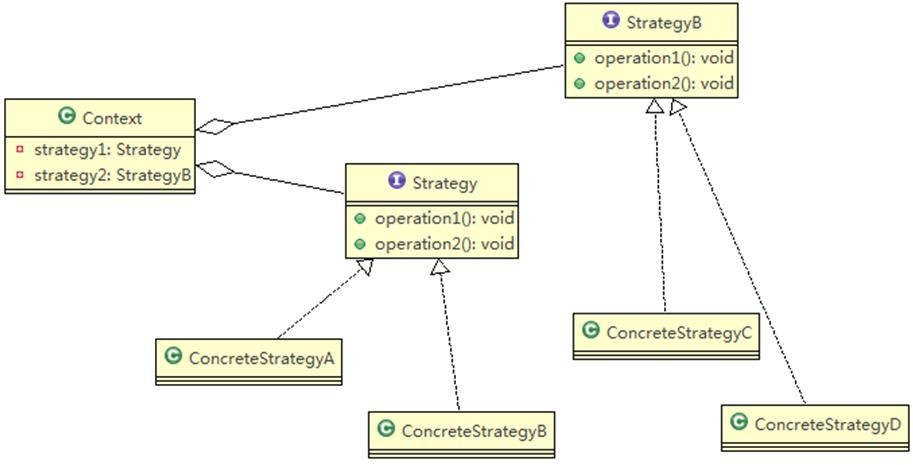 I StrategyB
operation1(): void
operation2(): void
C Context
strategy1: Strategy
strategy2: StrategyB
I Strategy
operation1(): void
operation2(): void
C ConcreteStrategyC
C ConcreteStrategyA
C ConcreteStrategyB
C ConcreteStrategyD